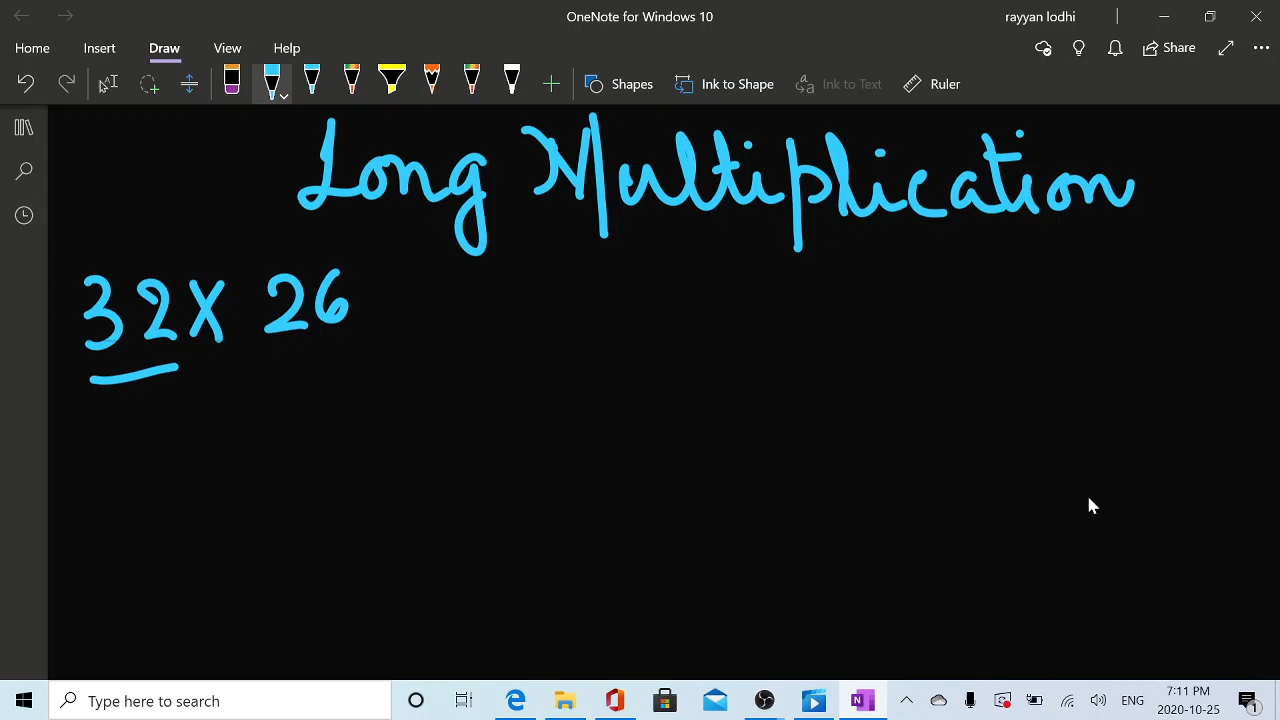 OneNote for Windows 10
rayyan lodhi
Home Insert Draw View Help
Share
Shapes Ink to Shape Ink to Text Ruler
Long Multiplication
32 X 26
Type here to search
ENG
7:11 PM
2020-10-25
1